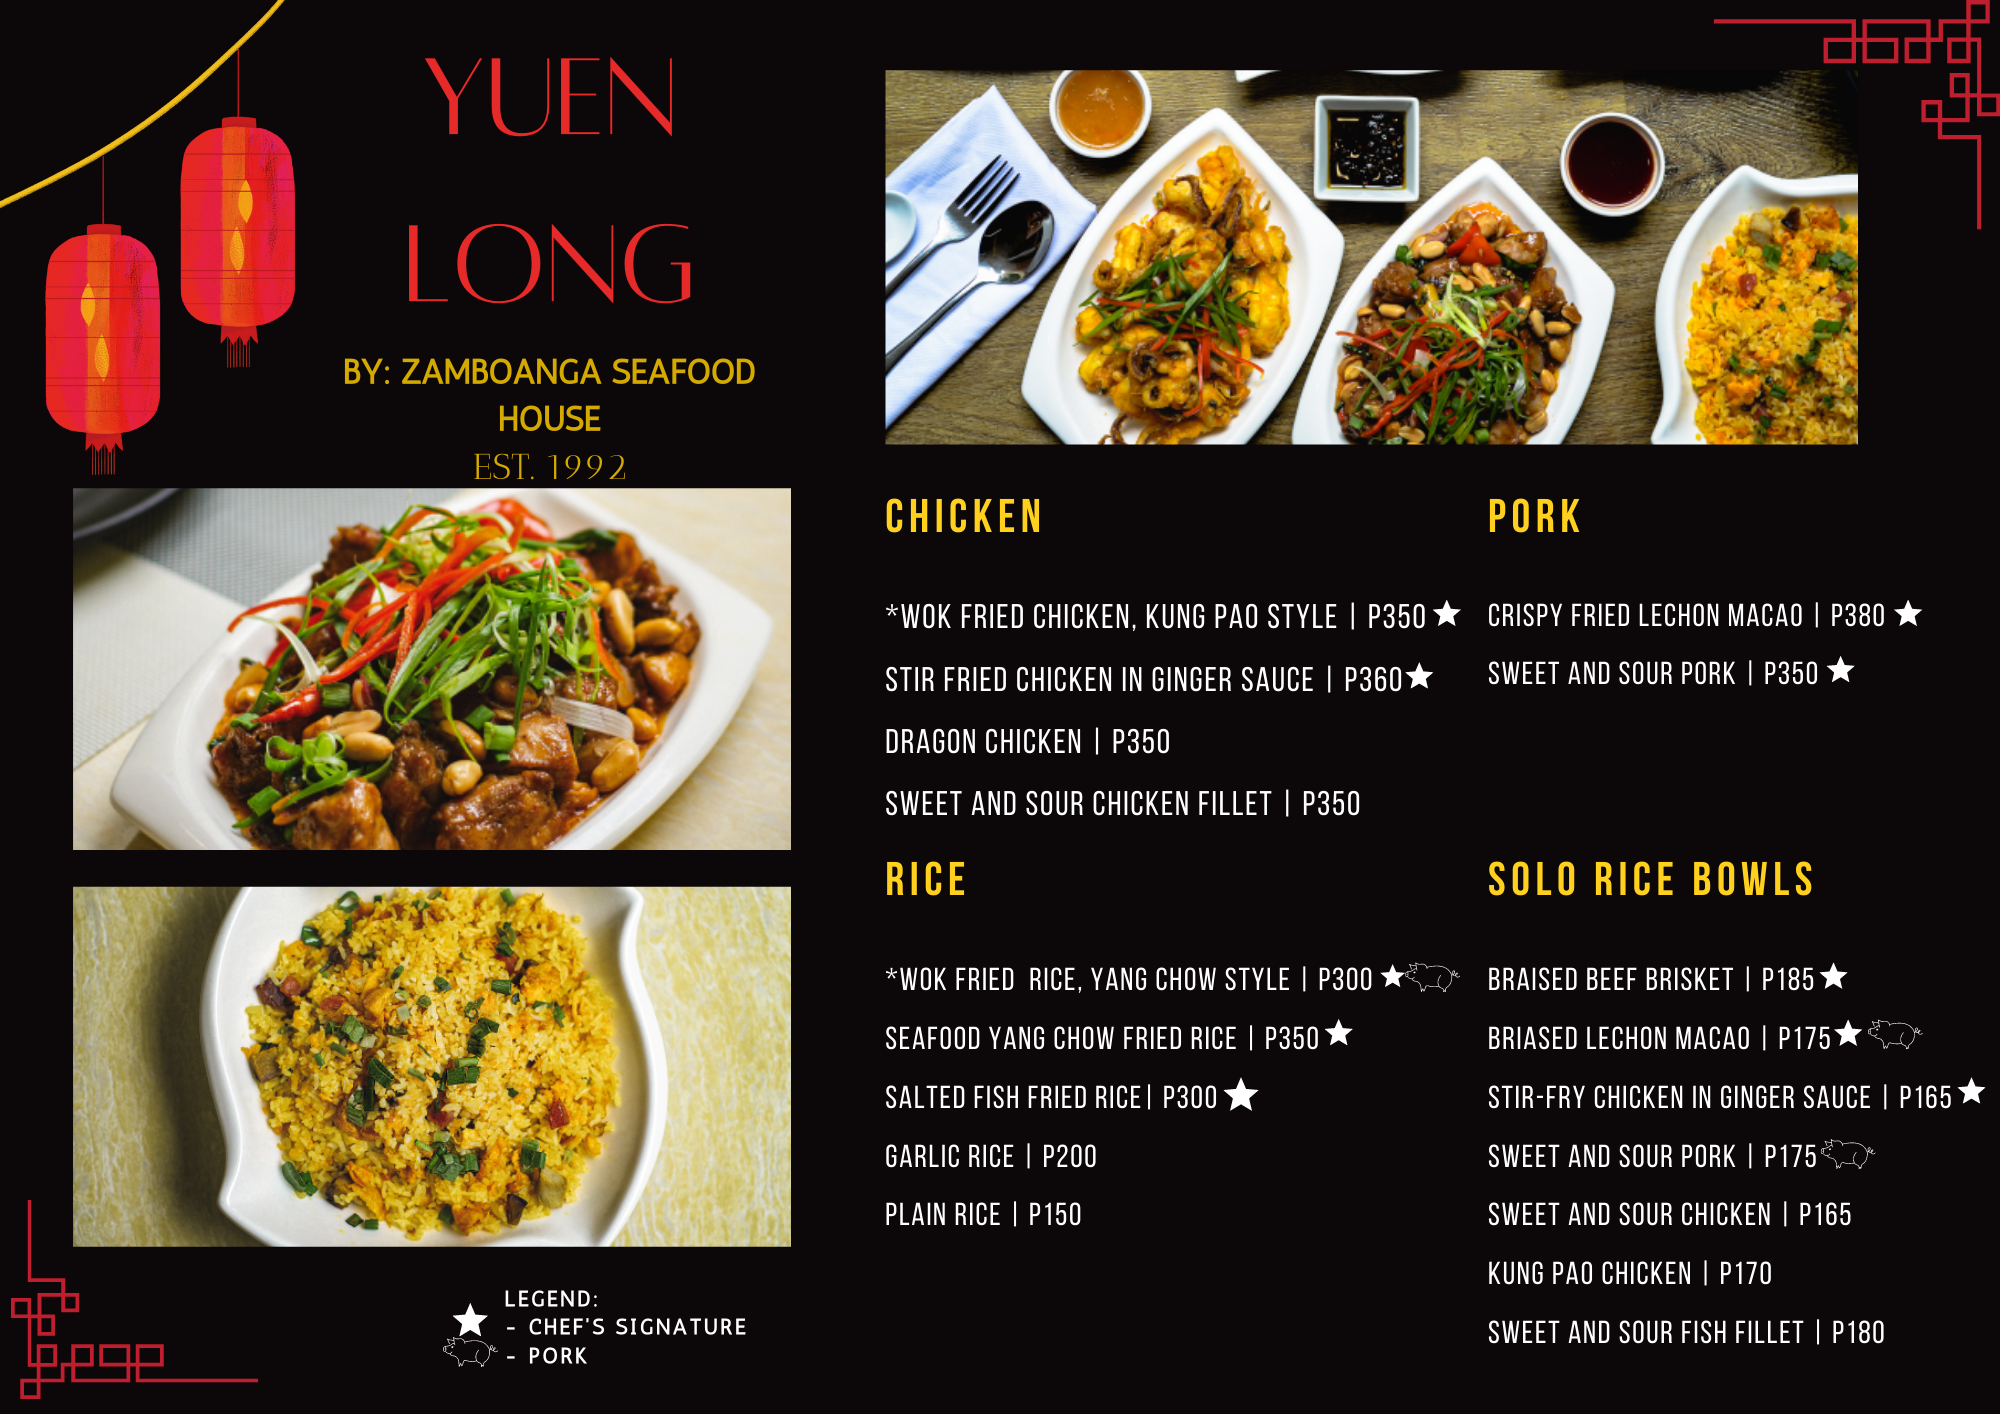 YUEN
LONG
BY: ZAMBOANGA SEAFOOD
HOUSE
EST. 1992
CHICKEN
*WOK FRIED CHICKEN, KUNG PAO STYLE | P350
STIR FRIED CHICKEN IN GINGER SAUCE | P360
DRAGON CHICKEN | P350
SWEET AND SOUR CHICKEN FILLET | P350
PORK
CRISPY FRIED LECHON MACAO | P380
SWEET AND SOUR PORK | P350
RICE
*WOK FRIED RICE, YANG CHOW STYLE | P300
SEAFOOD YANG CHOW FRIED RICE | P350
SALTED FISH FRIED RICE| P300
GARLIC RICE | P200
PLAIN RICE | P150
SOLO RICE BOWLS
BRAISED BEEF BRISKET | P185
BRIASED LECHON MACAO | P175
STIR-FRY CHICKEN IN GINGER SAUCE | P165
SWEET AND SOUR PORK | P175
SWEET AND SOUR CHICKEN | P165
KUNG PAO CHICKEN | P170
SWEET AND SOUR FISH FILLET | P180
LEGEND:
- CHEF'S SIGNATURE
- PORK